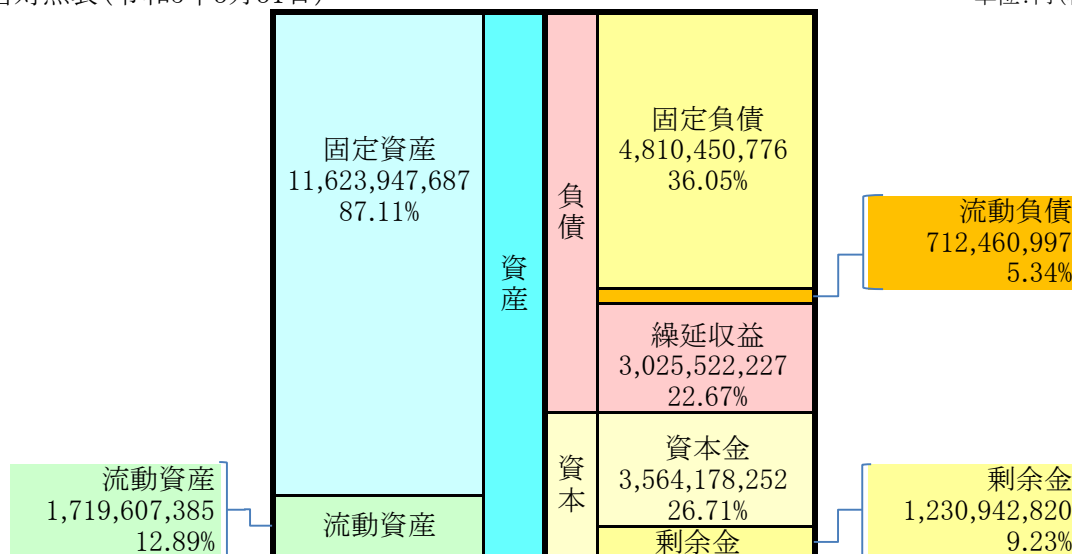 固定資産
11,623,947,687
87.11%
流動資産
資産
負債
固定負債
4,810,450,776
36.05%
繰延収益
3,025,522,227
22.67%
資本
資本金
3,564,178,252
26.71%
剰余金
流動負債
712,460,997
5.34%
流動資産
1,719,607,385
12.89%
剰余金
1,230,942,820
9.23%